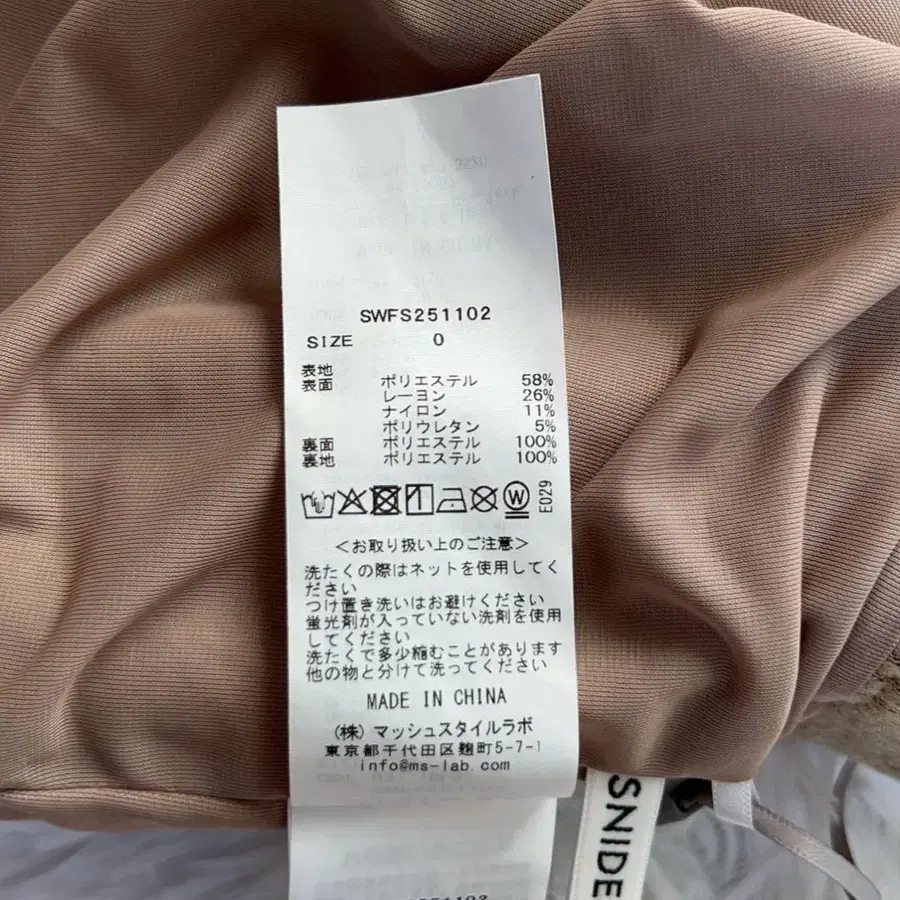 SWFS251102
SIZE 0
表地
表面 ポリエステル 58%
レーヨン 26%
ナイロン 11%
ポリウレタン 5%
裏面 ポリエステル 100%
裏地 ポリエステル 100%
W
E029
＜お取り扱い上のご注意＞
洗たくの際はネットを使用してく
ださい
つけ置き洗いはお避けください
蛍光剤が入っていない洗剤を使用
してください
洗たくで多少縮むことがあります
他の物と分けて洗ってください
MADE IN CHINA
(株) マッシュスタイルラボ
東京都千代田区麹町5-7-1
info@ms-lab.com
SNIDE